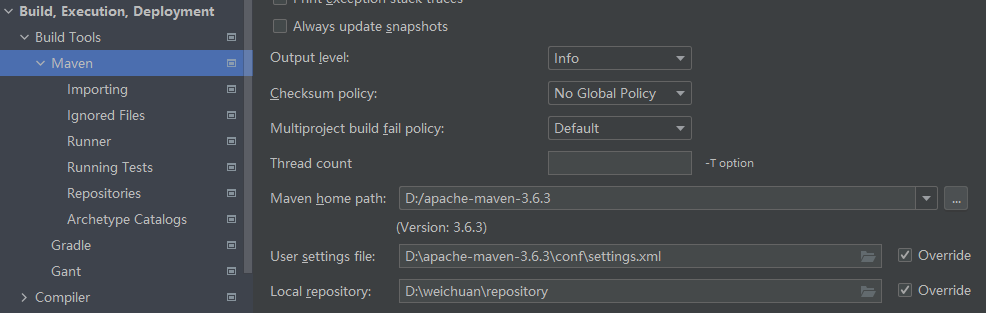 Build, Execution, Deployment
Build Tools
Maven
Importing
Ignored Files
Runner
Running Tests
Repositories
Archetype Catalogs
Gradle
Gant
Compiler
Print exception stack traces
Always update snapshots
Output level: Info
Checksum policy: No Global Policy
Multiproject build fail policy: Default
Thread count -T option
Maven home path: D:/apache-maven-3.6.3 ...
(Version: 3.6.3)
User settings file: D:\apache-maven-3.6.3\conf\settings.xml Override
Local repository: D:\weichuan\repository Override